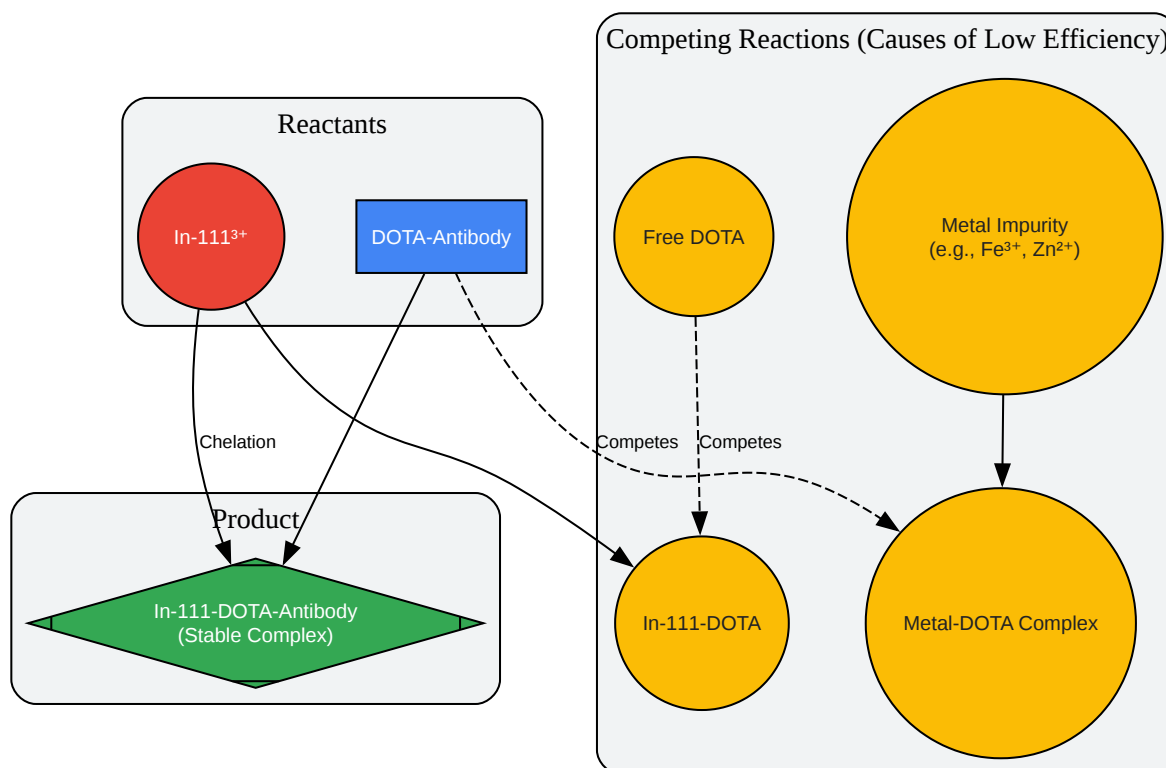 Competing Reactions (Causes of Low Efficiency)
Reactants
In-111³⁺
DOTA-Antibody
Free DOTA
Metal Impurity
(e.g., Fe³⁺, Zn²⁺)
Chelation
Competes
Competes
Product
In-111-DOTA-Antibody
(Stable Complex)
In-111-DOTA
Metal-DOTA Complex